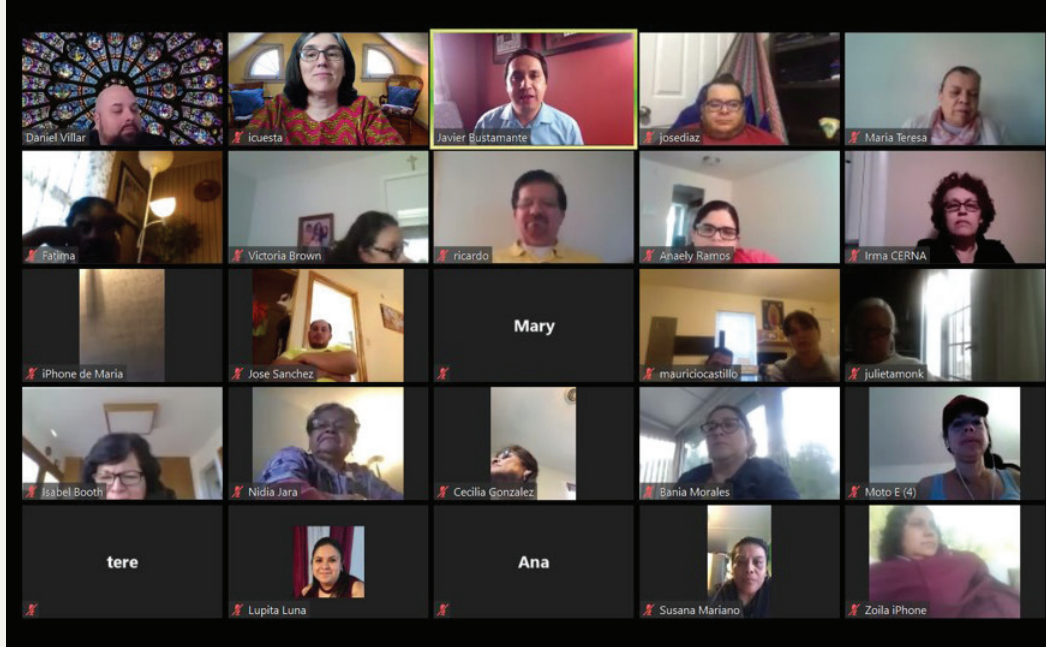 Daniel Villar
icuesta
Javier Bustamante
josediaz
Maria Teresa
Fatima
Victoria Brown
ricardo
Anaely Ramos
Irma CERNA
iPhone de Maria
Jose Sanchez
Mary
mauriciocastillo
julietamonk
Isabel Booth
Nidia Jara
Cecilia Gonzalez
Bania Morales
Moto E (4)
tere
Lupita Luna
Ana
Susana Mariano
Zoila iPhone